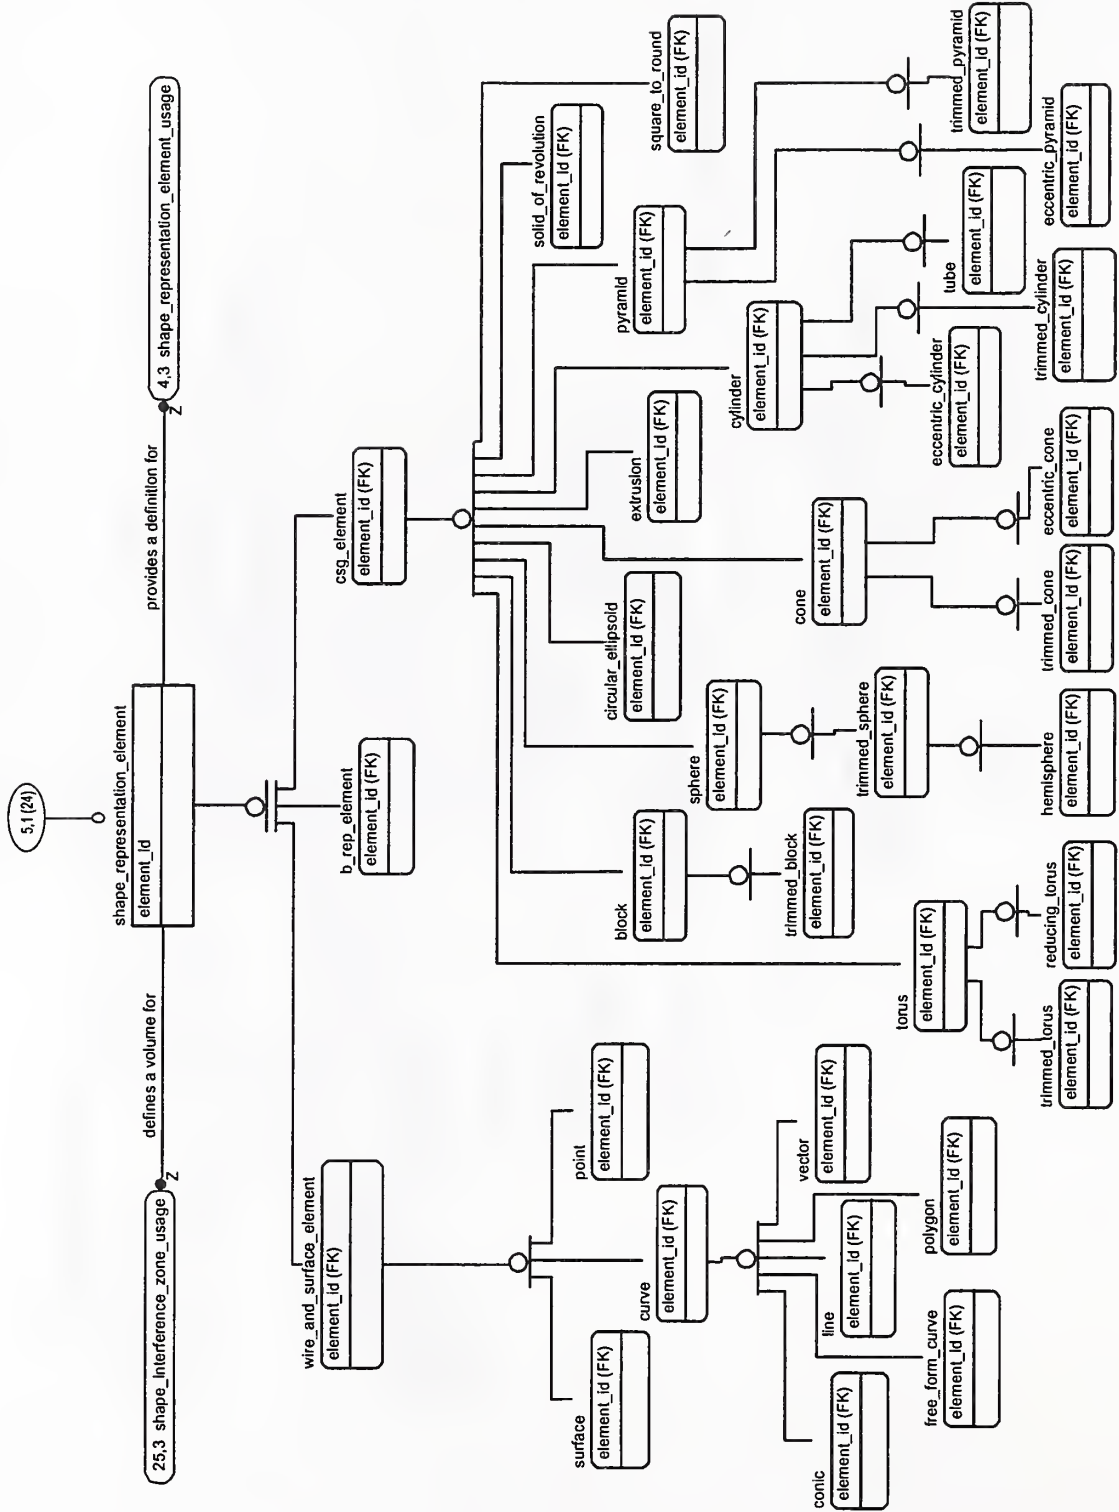 5,1 (24)
25,3 shape_interference_zone_usage
defines a volume for
shape_representation_element
element_id
provides a definition for
4,3 shape_representation_element_usage
Z
Z
wire_and_surface_element
element_id (FK)
b_rep_element
element_id (FK)
csg_element
element_id (FK)
surface
element_id (FK)
curve
element_id (FK)
point
element_id (FK)
conic
element_id (FK)
free_form_curve
element_id (FK)
line
element_id (FK)
polygon
element_id (FK)
vector
element_id (FK)
torus
element_id (FK)
trimmed_torus
element_id (FK)
reducing_torus
element_id (FK)
block
element_id (FK)
trimmed_block
element_id (FK)
sphere
element_id (FK)
trimmed_sphere
element_id (FK)
hemisphere
element_id (FK)
circular_ellipsoid
element_id (FK)
cone
element_id (FK)
trimmed_cone
element_id (FK)
eccentric_cone
element_id (FK)
extrusion
element_id (FK)
cylinder
element_id (FK)
eccentric_cylinder
element_id (FK)
trimmed_cylinder
element_id (FK)
tube
element_id (FK)
pyramid
element_id (FK)
eccentric_pyramid
element_id (FK)
trimmed_pyramid
element_id (FK)
solid_of_revolution
element_id (FK)
square_to_round
element_id (FK)